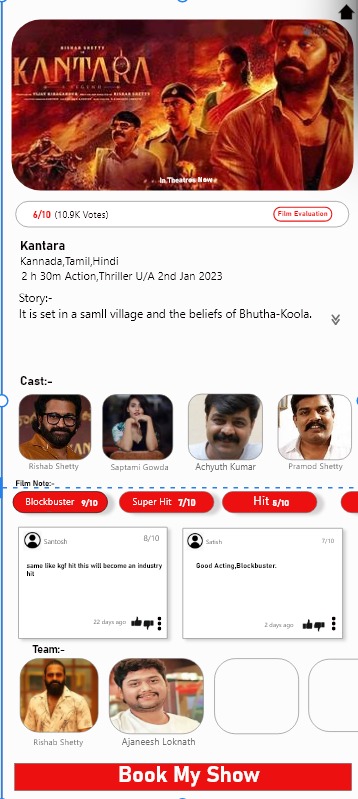 RISHAB SHETTY
IN
KANTARA
A LEGEND
In Theatres Now
6/10 (10.9K Votes)
Film Evaluation
Kantara
Kannada,Tamil,Hindi
2 h 30m Action,Thriller U/A 2nd Jan 2023
Story:-
It is set in a samll village and the beliefs of Bhutha-Koola.
Cast:-
Rishab Shetty
Saptami Gowda
Achyuth Kumar
Pramod Shetty
Film Note:-
Blockbuster 9/10
Super Hit 7/10
Hit 5/10
Santosh
8/10
same like kgf hit this will become an industry
hit
22 days ago
Satish
7/10
Good Acting,Blockbuster.
2 days ago
Team:-
Rishab Shetty
Ajaneesh Loknath
Book My Show